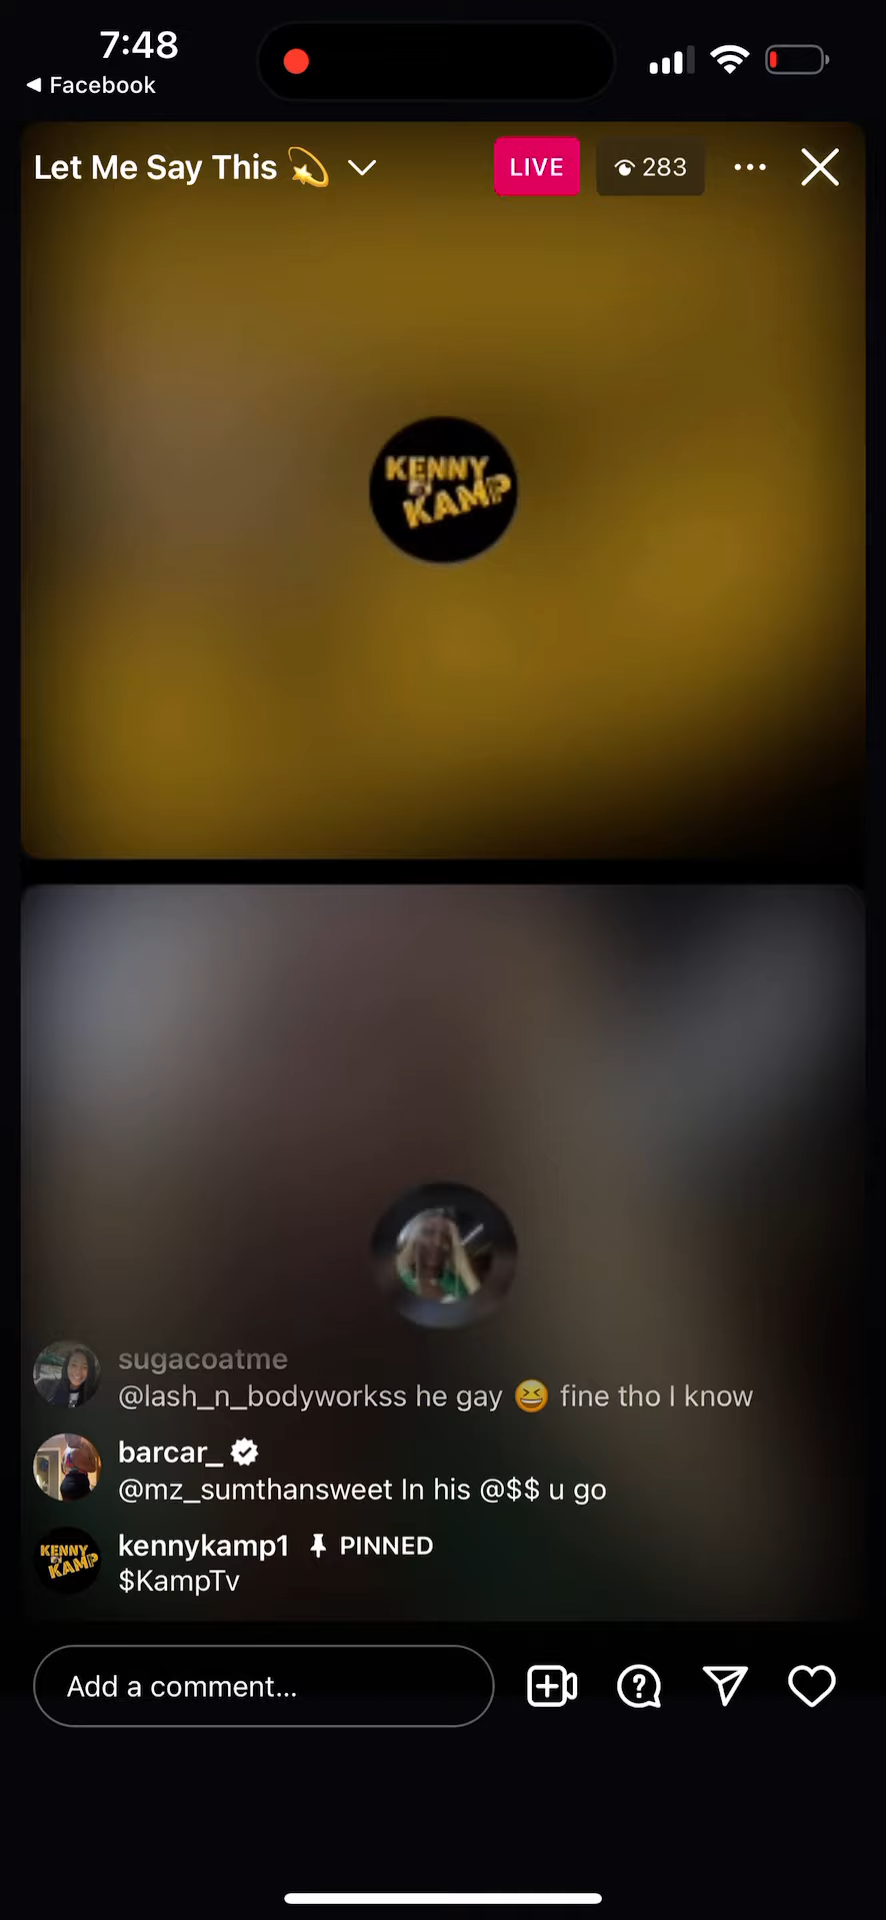 7:48
◀ Facebook
Let Me Say This 💫
LIVE
283
KENNY
KAMP
sugacoatme
@lash_n_bodyworkss he gay 😆 fine tho I know
barcar_
@mz_sumthansweet In his @$$ u go
KENNY
KAMP
kennykamp1 PINNED
$KampTv
Add a comment...